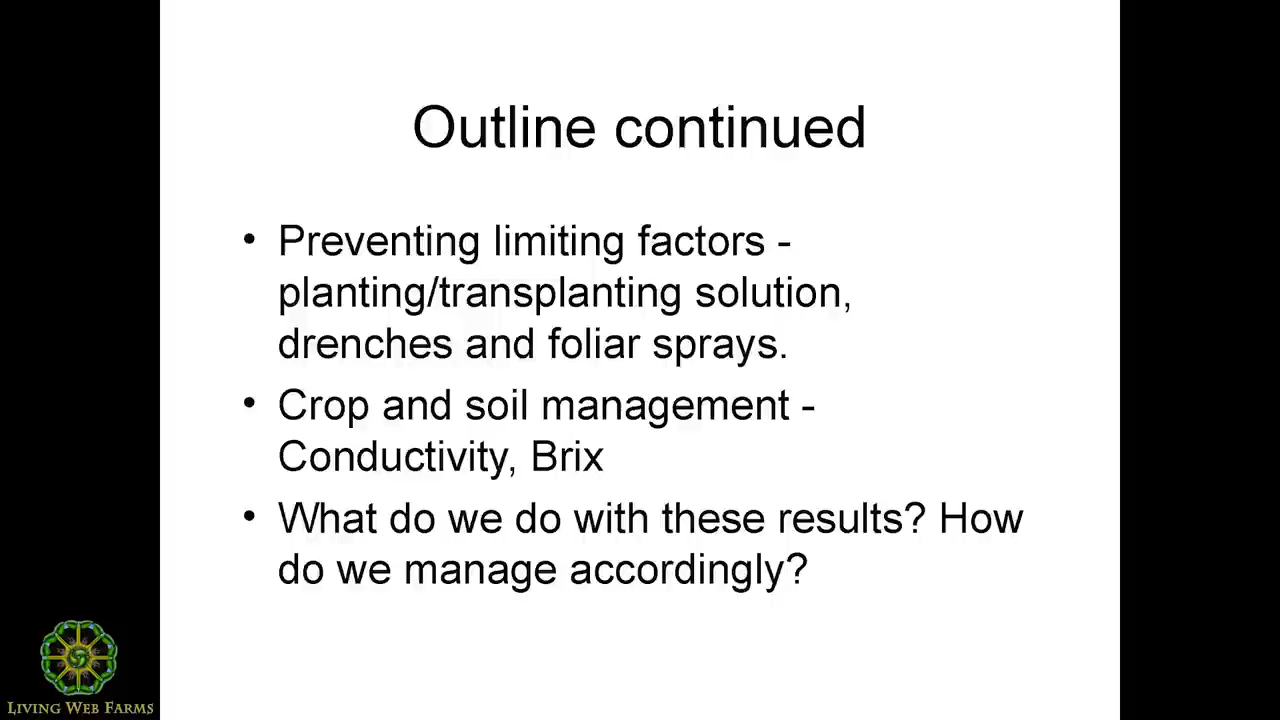 Outline continued
• Preventing limiting factors -
planting/transplanting solution,
drenches and foliar sprays.
• Crop and soil management -
Conductivity, Brix
• What do we do with these results? How
do we manage accordingly?
LIVING WEB FARMS